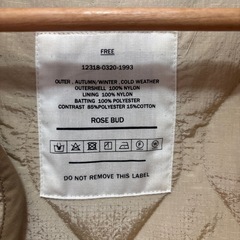 FREE
12318-0320-1993
OUTER , AUTUMN/WINTER , COLD WEATHER
OUTERSHELL 100%NYLON
LINING 100%NYLON
BATTING 100%POLYESTER
CONTRAST 85%POLYESTER 15%COTTON
ROSE BUD
DO NOT REMOVE THIS LABEL